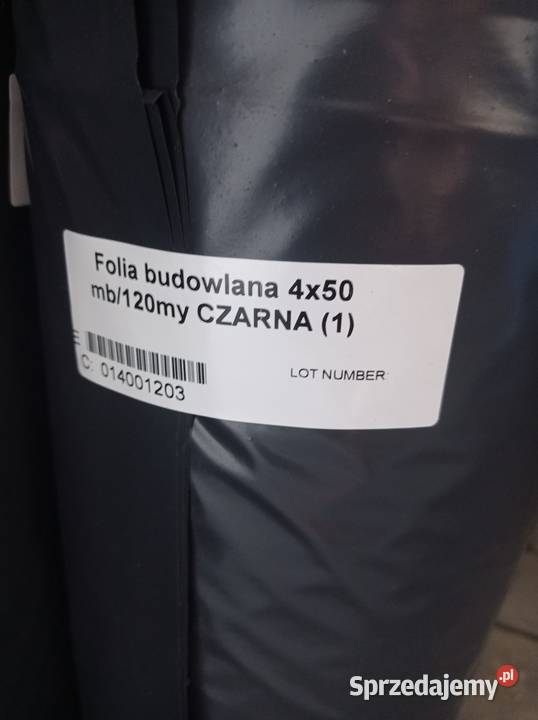 Folia budowlana 4x50
mb/120my CZARNA (1)
C: 014001203
LOT NUMBER
Sprzedajemy.pl